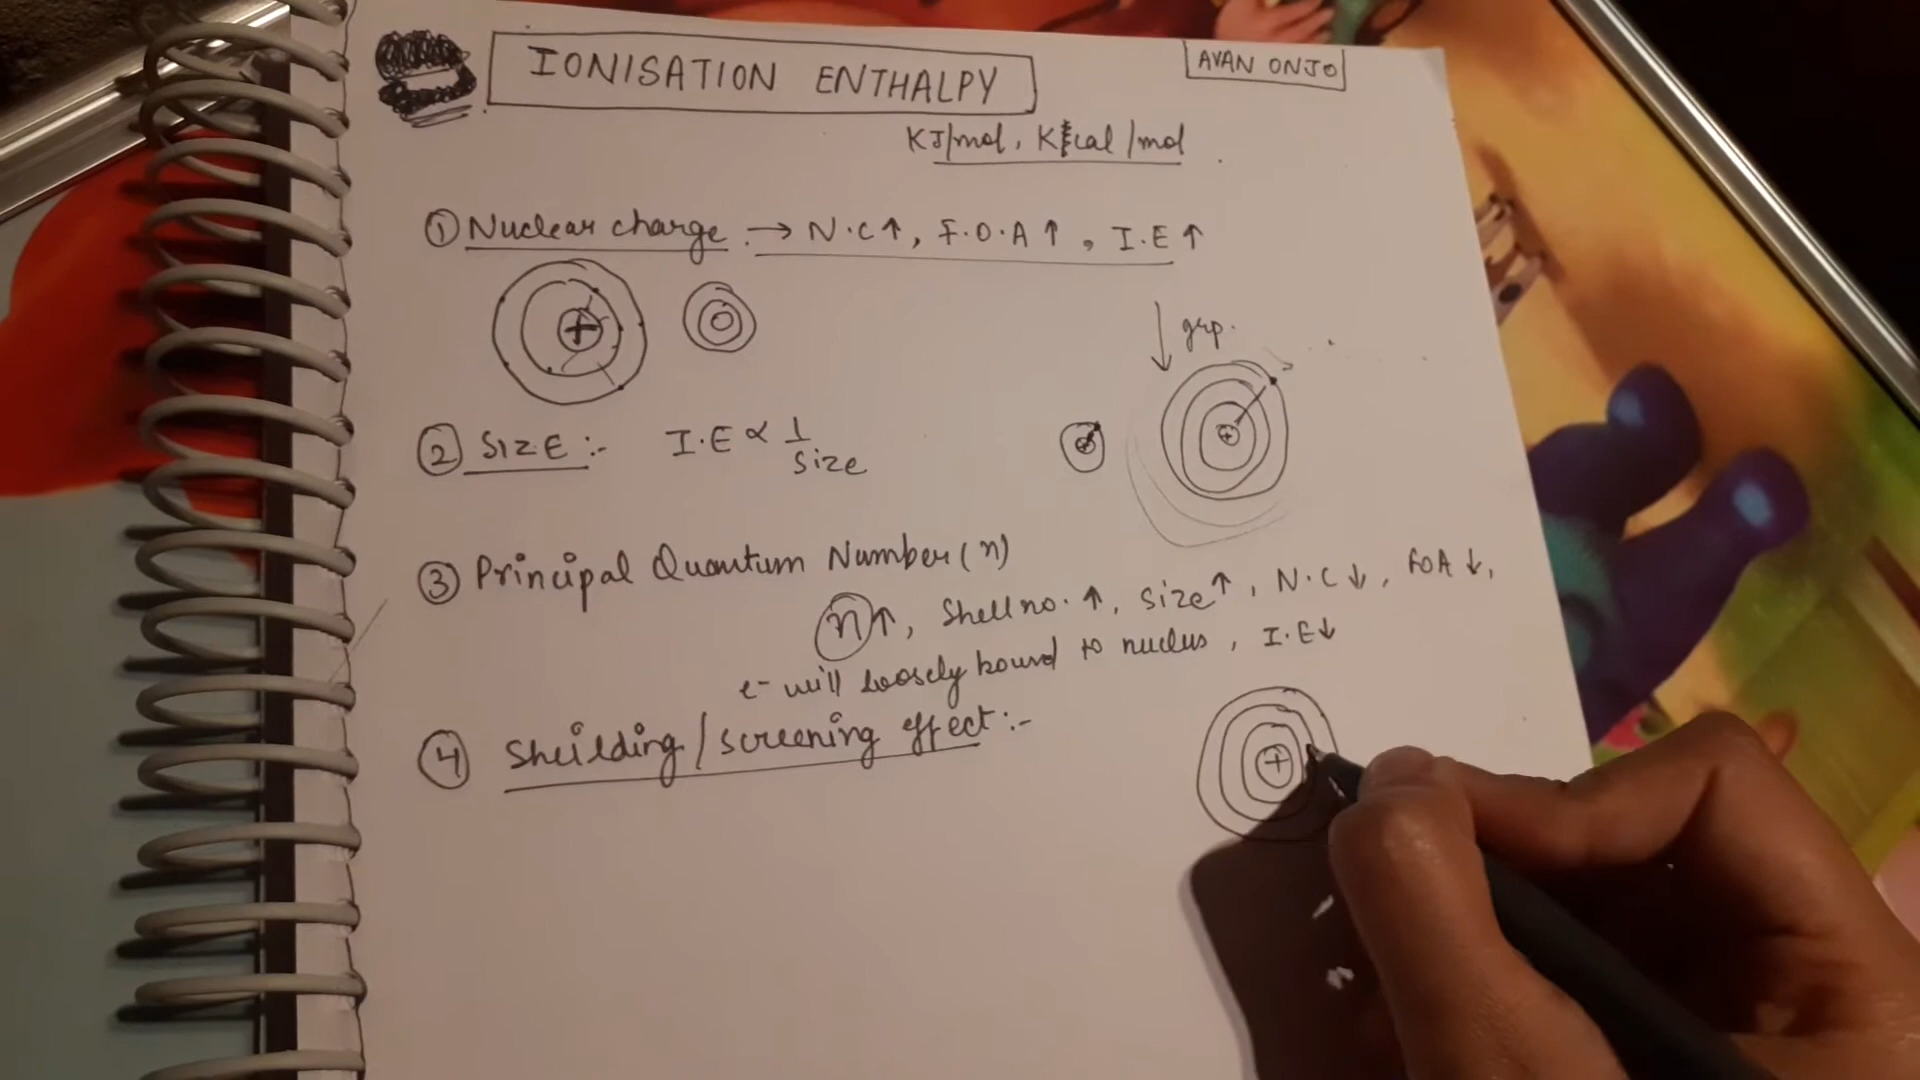 IONISATION ENTHALPY
AVAN ONJO
KJ/mol, Kcal/mol
① Nuclear charge → N.C↑, F.O.A↑, I.E↑
+
↓ grp.
② SIZE :- I.E ∝ 1/size
+ +
③ Principal Quantum Number (n)
n↑, Shell no. ↑, Size↑, N.C↓, FOA↓,
e- will loosely bound to nucleus, I.E↓
④ Sheilding/screening effect :-
+